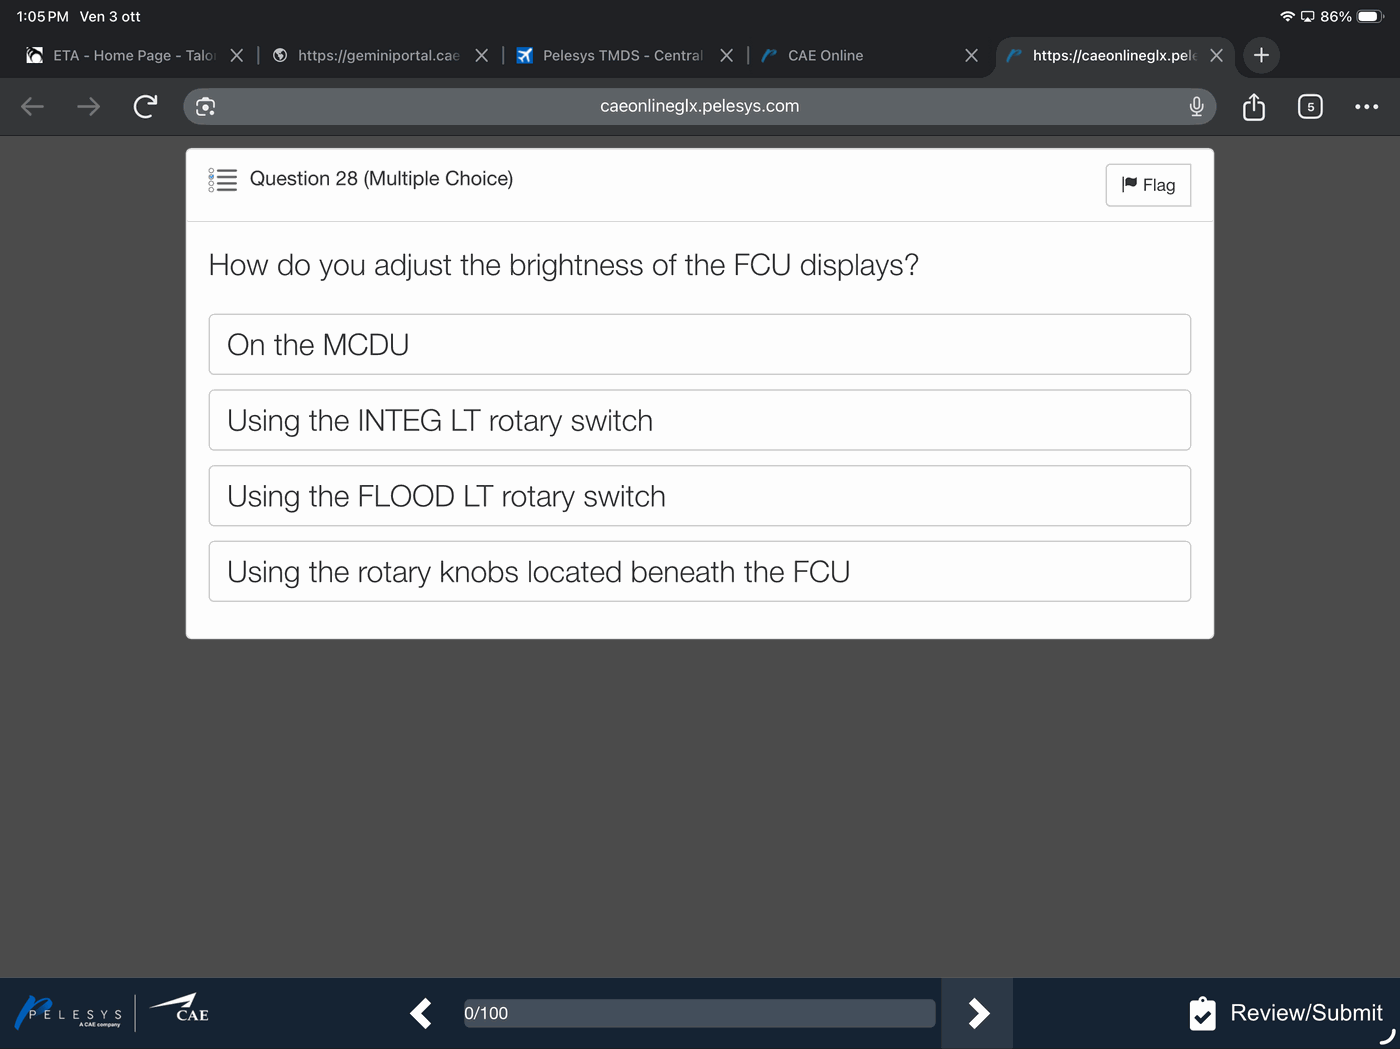 1:05 PM Ven 3 ott
86%
ETA - Home Page - Talo
https://geminiportal.cae
Pelesys TMDS - Central
CAE Online
https://caeonlineglx.pele
caeonlineglx.pelesys.com
5
Question 28 (Multiple Choice)
Flag
How do you adjust the brightness of the FCU displays?
On the MCDU
Using the INTEG LT rotary switch
Using the FLOOD LT rotary switch
Using the rotary knobs located beneath the FCU
PELESYS
A CAE company
CAE
0/100
Review/Submit